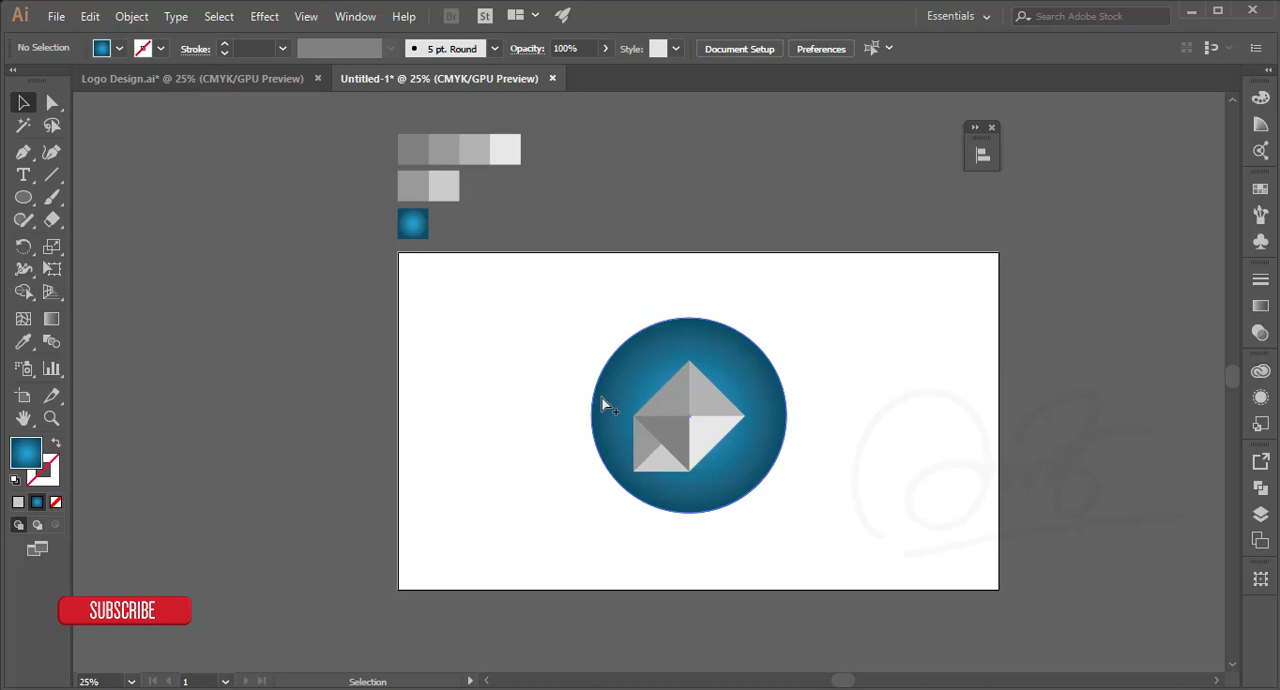 Ai File Edit Object Type Select Effect View Window Help Br St Essentials Search Adobe Stock
No Selection Stroke: 5 pt. Round Opacity: 100% Style: Document Setup Preferences
Logo Design.ai* @ 25% (CMYK/GPU Preview) Untitled-1* @ 25% (CMYK/GPU Preview)
SUBSCRIBE
25% 1 Selection